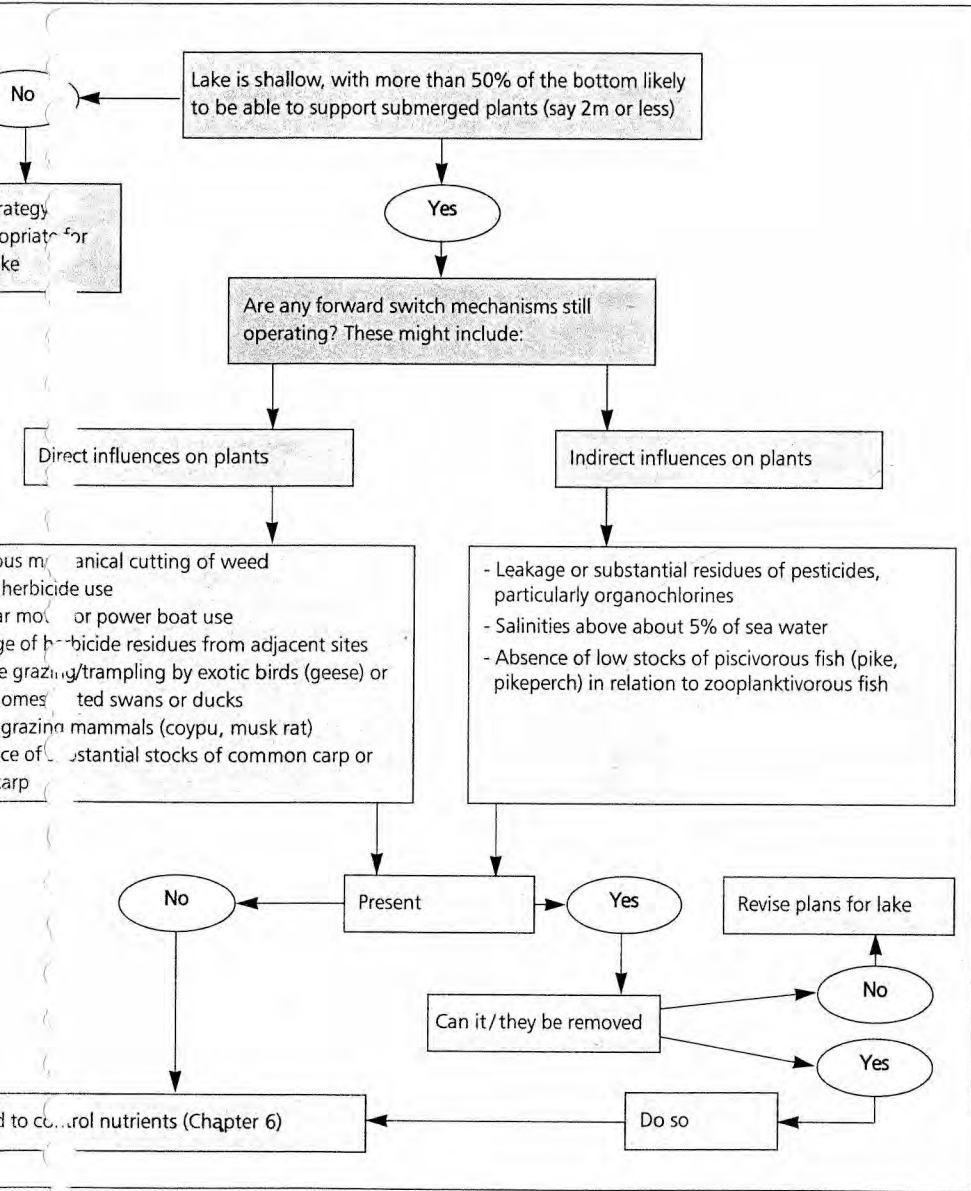 Lake is shallow, with more than 50% of the bottom likely
to be able to support submerged plants (say 2m or less)
No
Yes
ke
Are any forward switch mechanisms still
operating? These might include:
Direct influences on plants
Indirect influences on plants
cutting of weed
herbicide use
or power boat use
residues from adjacent sites
grazing/trampling by exotic birds (geese) or
swans or ducks
grazing mammals (coypu, musk rat)
stocks of common carp or
carp
- Leakage or substantial residues of pesticides,
particularly organochlorines
- Salinities above about 5% of sea water
- Absence of low stocks of piscivorous fish (pike,
pikeperch) in relation to zooplanktivorous fish
No
Present
Yes
Revise plans for lake
No
Can it/they be removed
Yes
to control nutrients (Chapter 6)
Do so